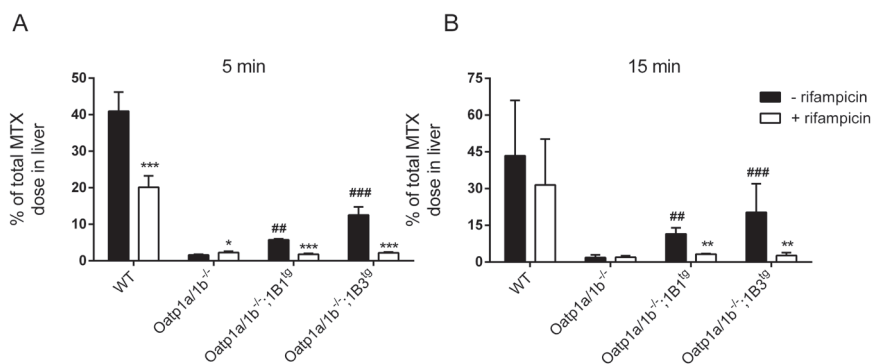 A
5 min
% of total MTX
dose in liver
50
40
30
20
10
0
***
*
##
***
###
***
WT
Oatp1a/1b-/-
Oatp1a/1b-/-;1B1tg
Oatp1a/1b-/-;1B3tg
B
15 min
% of total MTX
dose in liver
75
60
45
30
15
0
##
**
###
**
WT
Oatp1a/1b-/-
Oatp1a/1b-/-;1B1tg
Oatp1a/1b-/-;1B3tg
- rifampicin
+ rifampicin